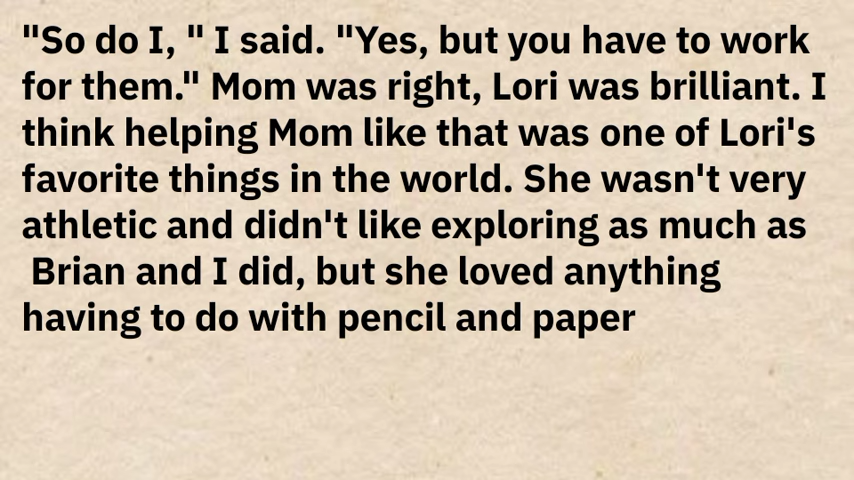 "So do I, " I said. "Yes, but you have to work
for them." Mom was right, Lori was brilliant. I
think helping Mom like that was one of Lori's
favorite things in the world. She wasn't very
athletic and didn't like exploring as much as
Brian and I did, but she loved anything
having to do with pencil and paper